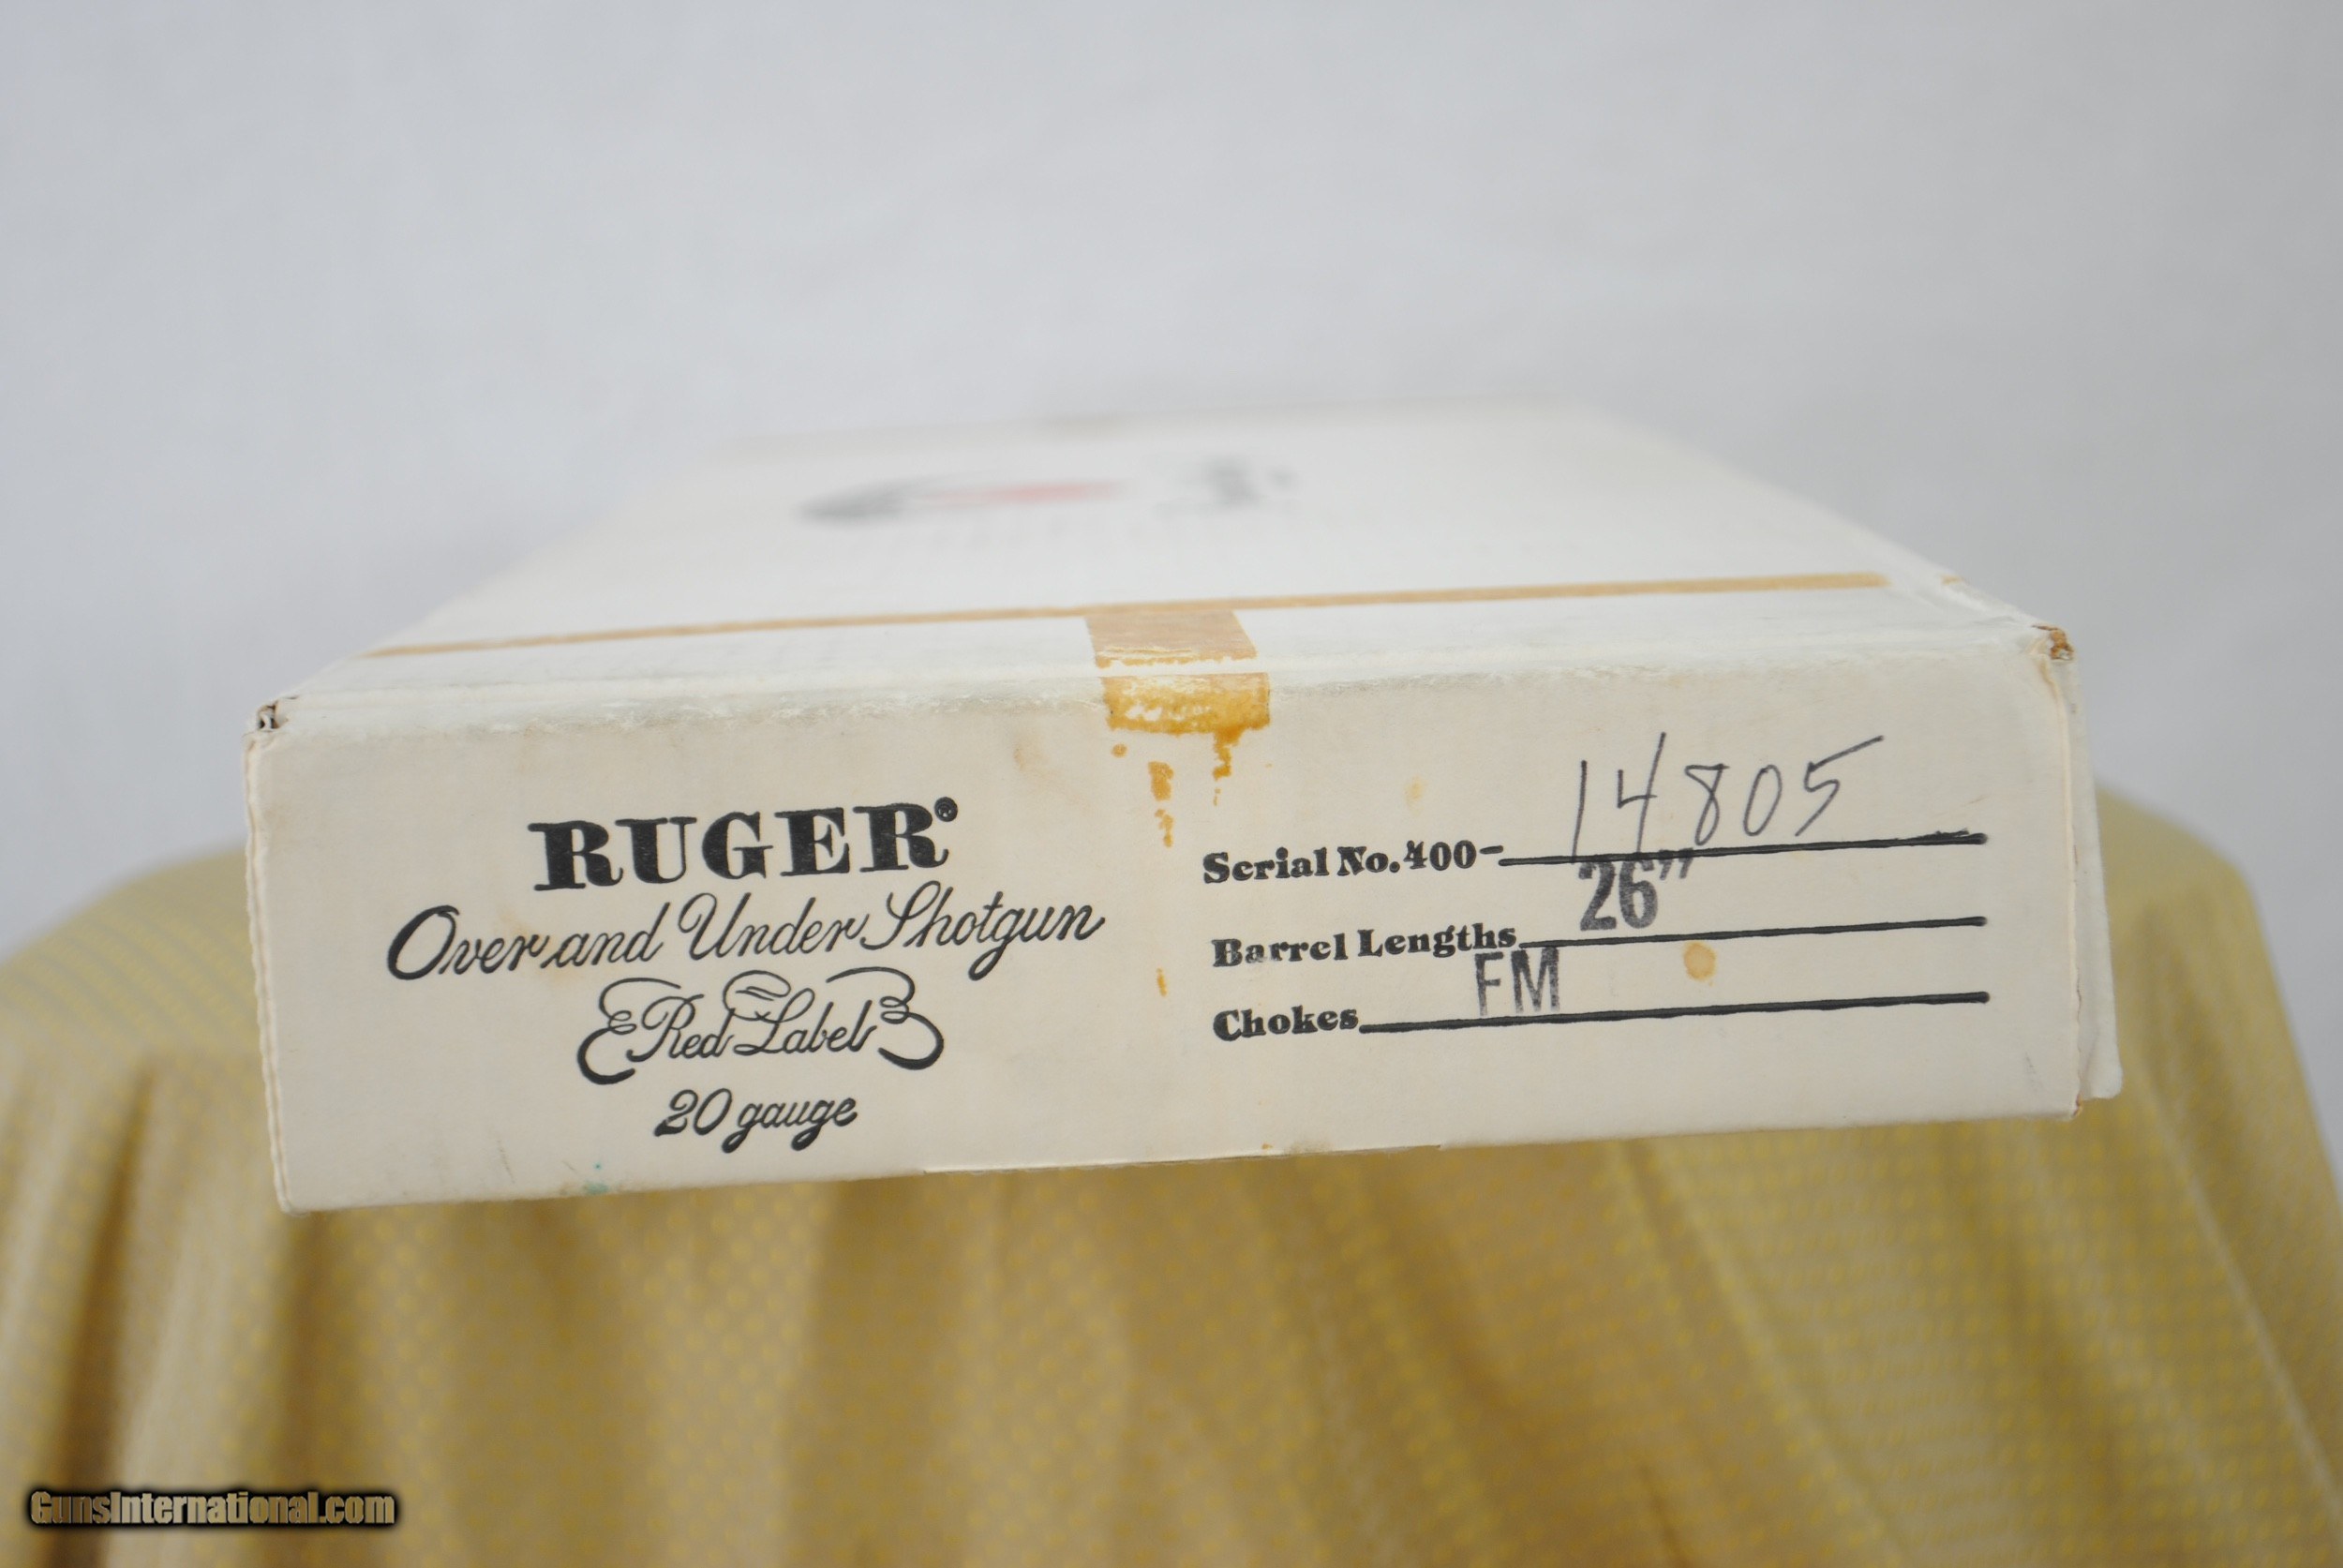 RUGER®
Over and Under Shotgun
Red Label
20 gauge
Serial No. 400- 14805
Barrel Lengths 26"
Chokes FM
GunsInternational.com